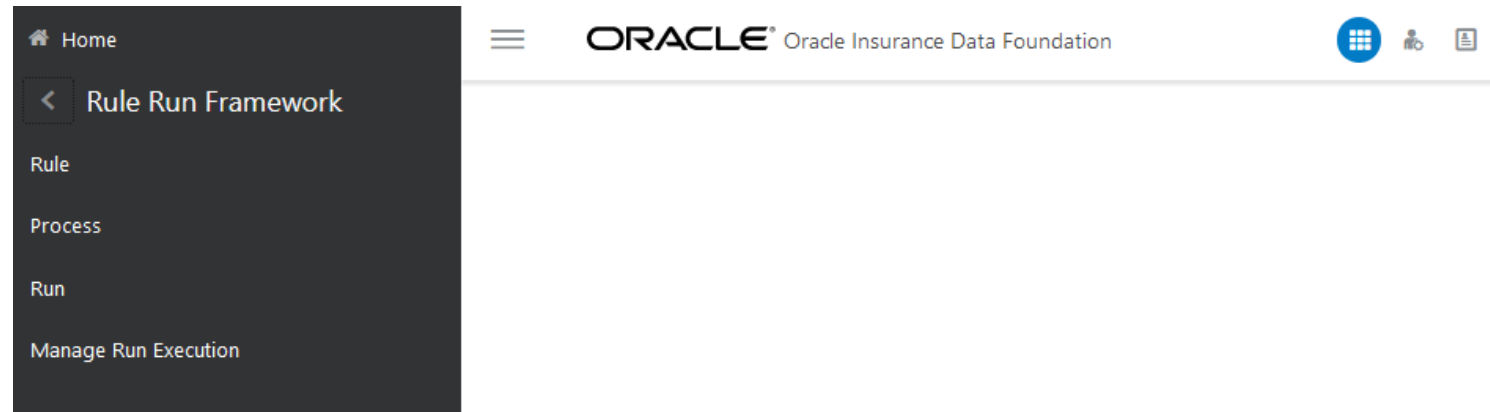 Home
ORACLE® Oracle Insurance Data Foundation
Rule Run Framework
Rule
Process
Run
Manage Run Execution